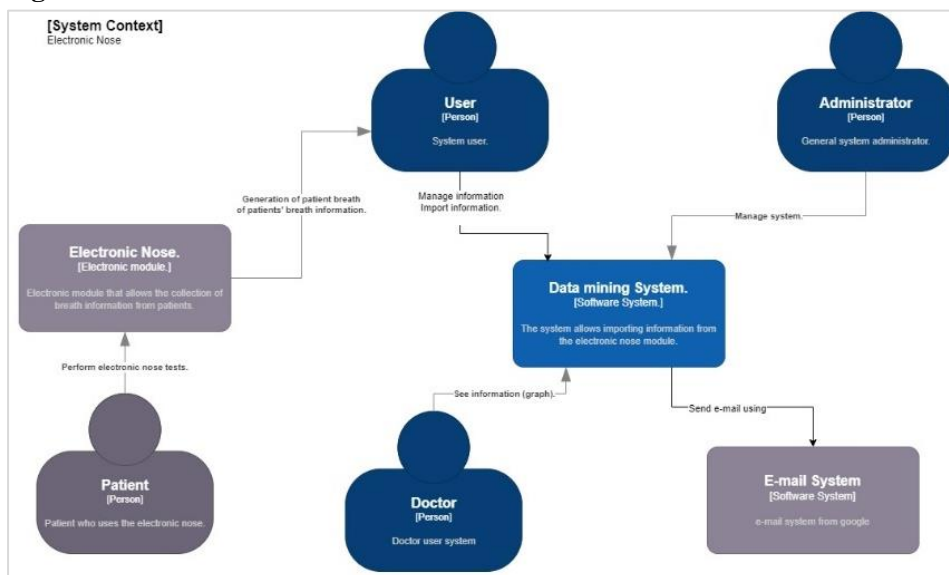 [System Context]
Electronic Nose
User
[Person]
System user.
Administrator
[Person]
General system administrator.
Generation of patient breath
of patients' breath information.
Manage information
Import information.
Manage system.
Electronic Nose.
[Electronic module.]
Electronic module that allows the collection of
breath information from patients.
Data mining System.
[Software System.]
The system allows importing information from
the electronic nose module.
Perform electronic nose tests.
See information (graph).
Send e-mail using
Patient
[Person]
Patient who uses the electronic nose.
Doctor
[Person]
Doctor user system
E-mail System
[Software System]
e-mail system from google